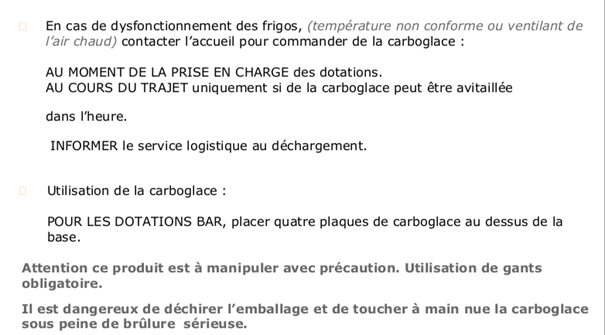 En cas de dysfonctionnement des frigos, (température non conforme ou ventilant de
l'air chaud) contacter l'accueil pour commander de la carboglace :
AU MOMENT DE LA PRISE EN CHARGE des dotations.
AU COURS DU TRAJET uniquement si de la carboglace peut être avitaillée
dans l'heure.
INFORMER le service logistique au déchargement.
Utilisation de la carboglace :
POUR LES DOTATIONS BAR, placer quatre plaques de carboglace au dessus de la
base.
Attention ce produit est à manipuler avec précaution. Utilisation de gants
obligatoire.
Il est dangereux de déchirer l'emballage et de toucher à main nue la carboglace
sous peine de brûlure sérieuse.